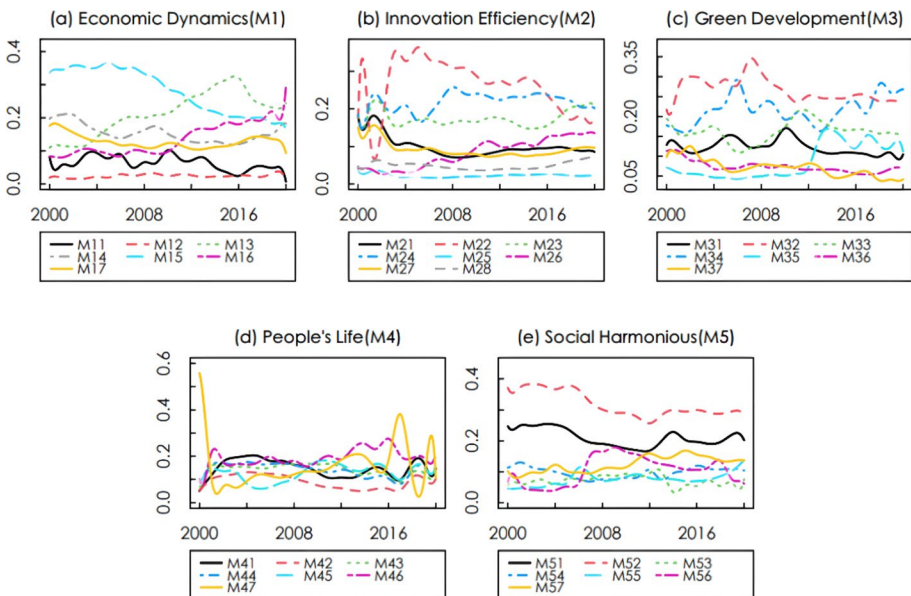 (a) Economic Dynamics(M1)
(b) Innovation Efficiency(M2)
(c) Green Development(M3)
0.0 0.2 0.4
2000 2008 2016
0.0 0.2
2000 2008 2016
0.05 0.20 0.35
2000 2008 2016
M11 M12 M13
M14 M15 M16
M17
M21 M22 M23
M24 M25 M26
M27 M28
M31 M32 M33
M34 M35 M36
M37
(d) People's Life(M4)
(e) Social Harmonious(M5)
0.0 0.2 0.4 0.6
2000 2008 2016
0.0 0.2 0.4
2000 2008 2016
M41 M42 M43
M44 M45 M46
M47
M51 M52 M53
M54 M55 M56
M57